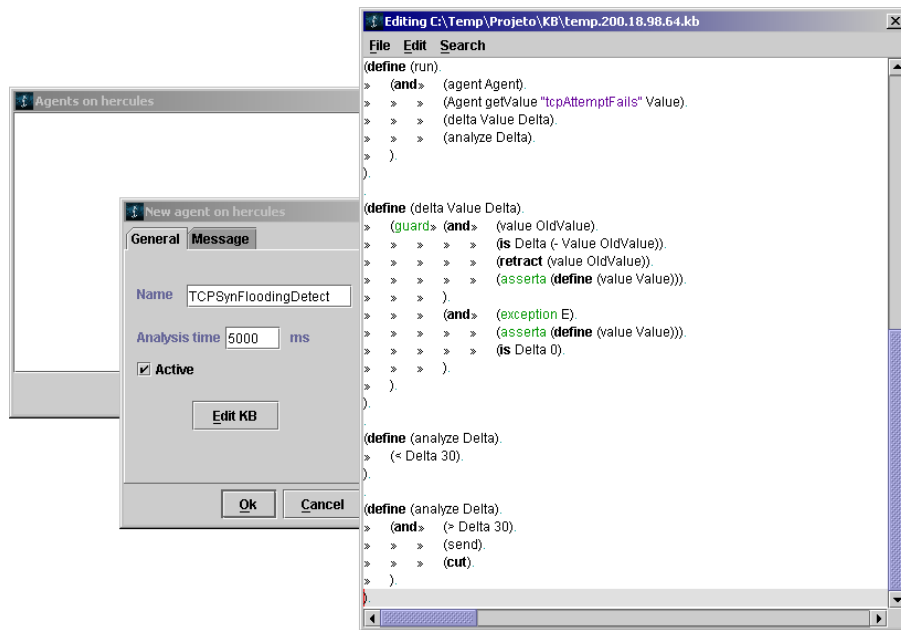 Agents on hercules
New agent on hercules
General Message
Name TCPSynFloodingDetect
Analysis time 5000 ms
Active
Edit KB
Ok Cancel
Editing C:\Temp\Projeto\KB\temp.200.18.98.64.kb
File Edit Search
(define (run).
» (and» (agent Agent).
» » » (Agent getValue "tcpAttemptFails" Value).
» » » (delta Value Delta).
» » » (analyze Delta).
» ).
).
.
(define (delta Value Delta).
» (guard» (and» (value OldValue).
» » » » » (is Delta (- Value OldValue)).
» » » » » (retract (value OldValue)).
» » » » » (asserta (define (value Value))).
» » » » ).
» » » (and» (exception E).
» » » » » (asserta (define (value Value))).
» » » » » (is Delta 0).
» » » » ).
» » ).
» ).
).
.
(define (analyze Delta).
» (< Delta 30).
).
.
(define (analyze Delta).
» (and» (> Delta 30).
» » » (send).
» » » (cut).
» ).
).